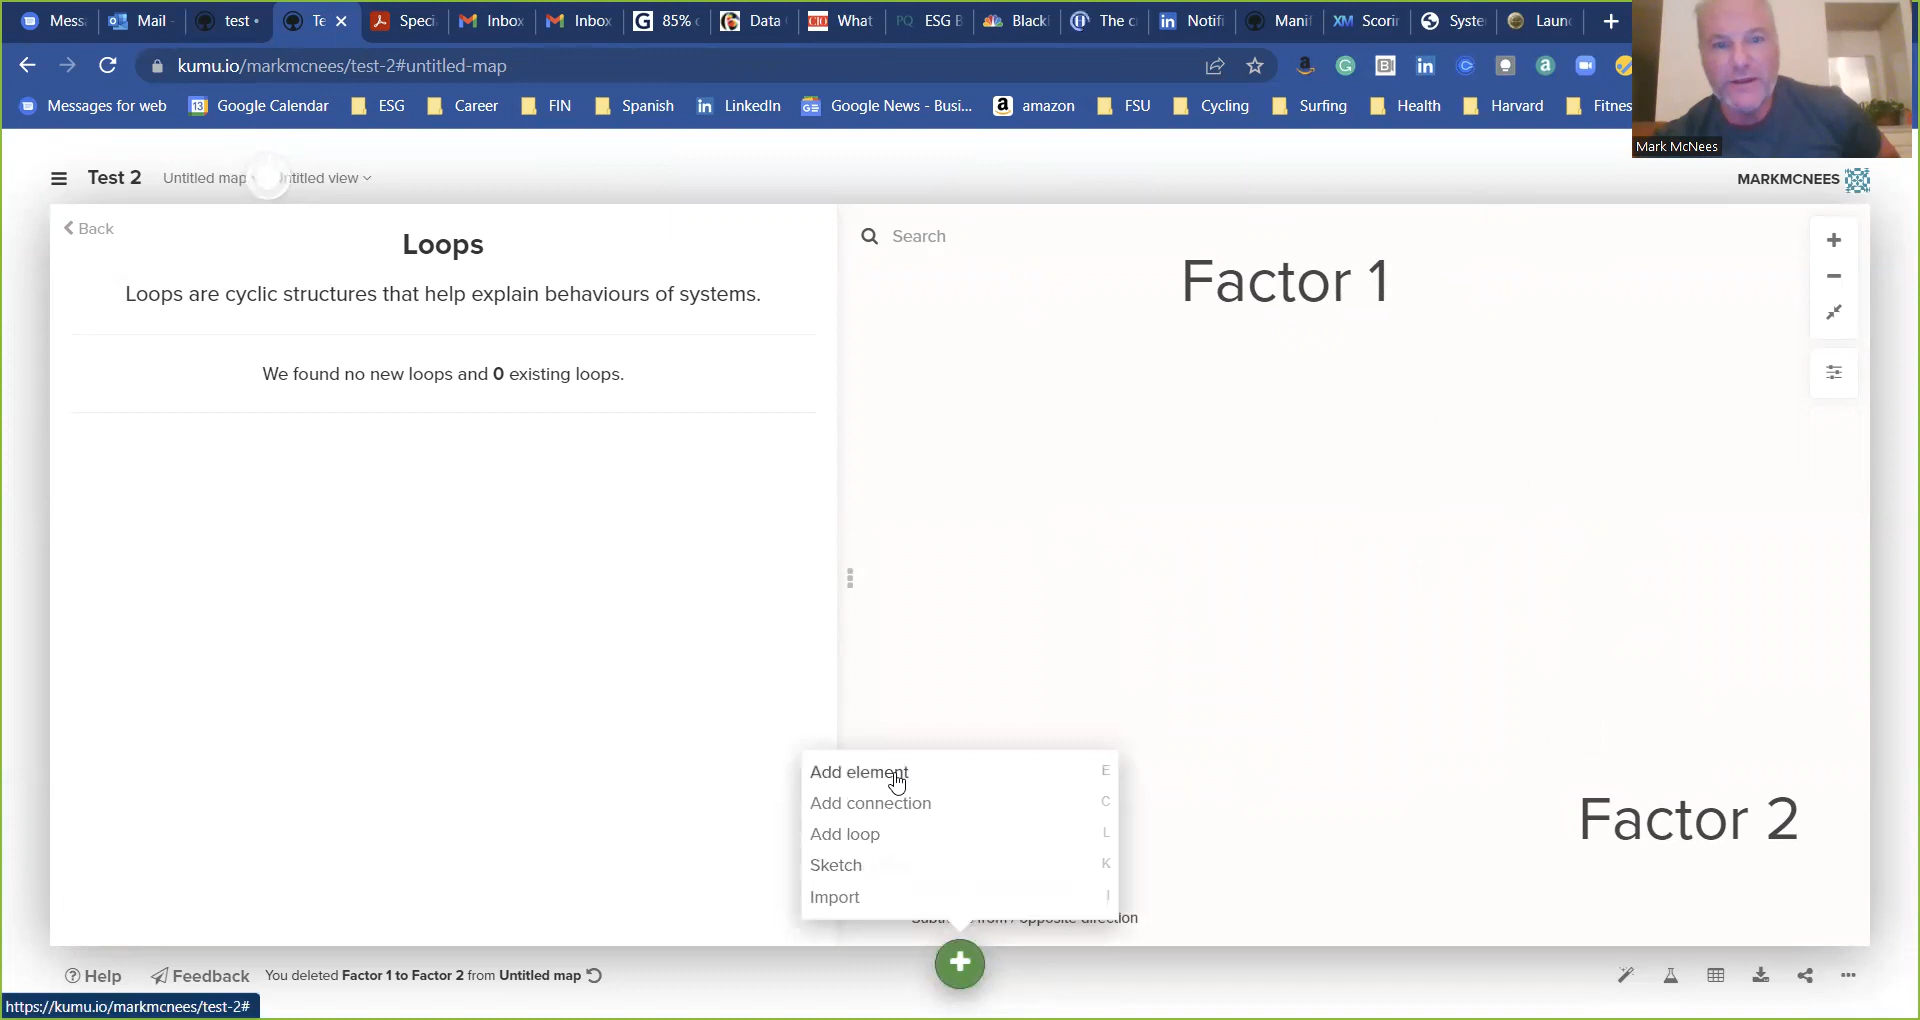 Mess
Mail -
test •
Te
Speci
Inbox
Inbox
85% c
Data
What
ESG B
Blackl
The c
Notifi
Manif
Scorin
Syste
Launc
kumu.io/markmcnees/test-2#untitled-map
Messages for web
Google Calendar
ESG
Career
FIN
Spanish
LinkedIn
Google News - Busi...
amazon
FSU
Cycling
Surfing
Health
Harvard
Fitnes
Mark McNees
Test 2
Untitled map
ntitled view
MARKMCNEES
Back
Loops
Loops are cyclic structures that help explain behaviours of systems.
We found no new loops and 0 existing loops.
Search
Factor 1
Factor 2
Add element E
Add connection C
Add loop L
Sketch K
Import I
opposite direction
Help
Feedback
You deleted Factor 1 to Factor 2 from Untitled map
https://kumu.io/markmcnees/test-2#